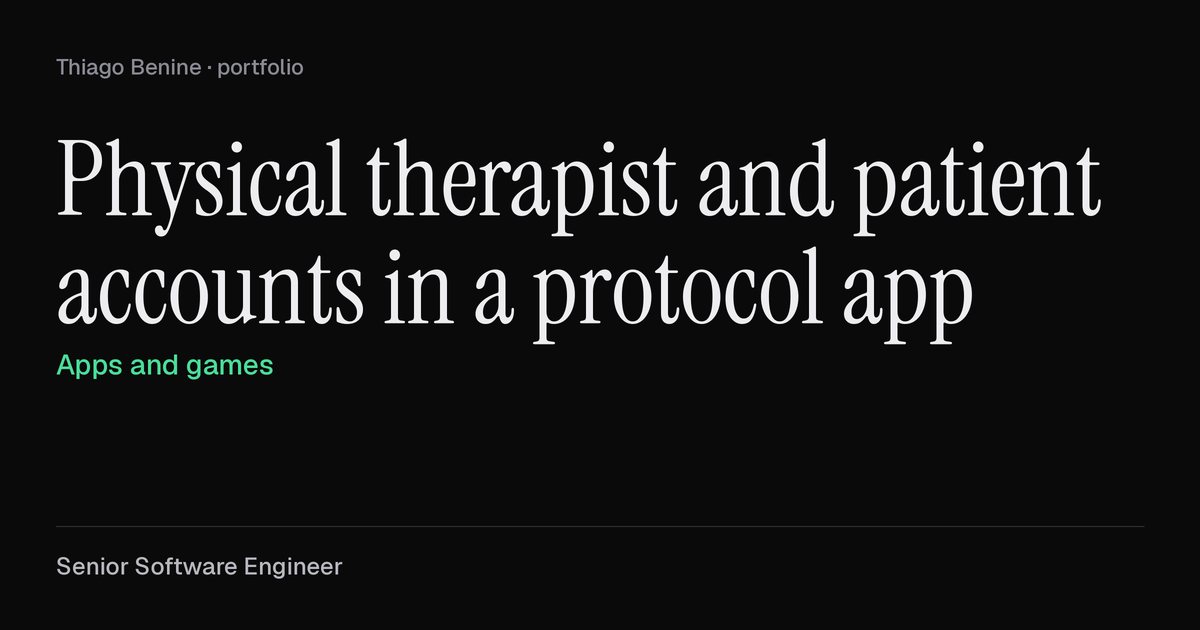 Thiago Benine · portfolio
Physical therapist and patient
accounts in a protocol app
Apps and games
Senior Software Engineer